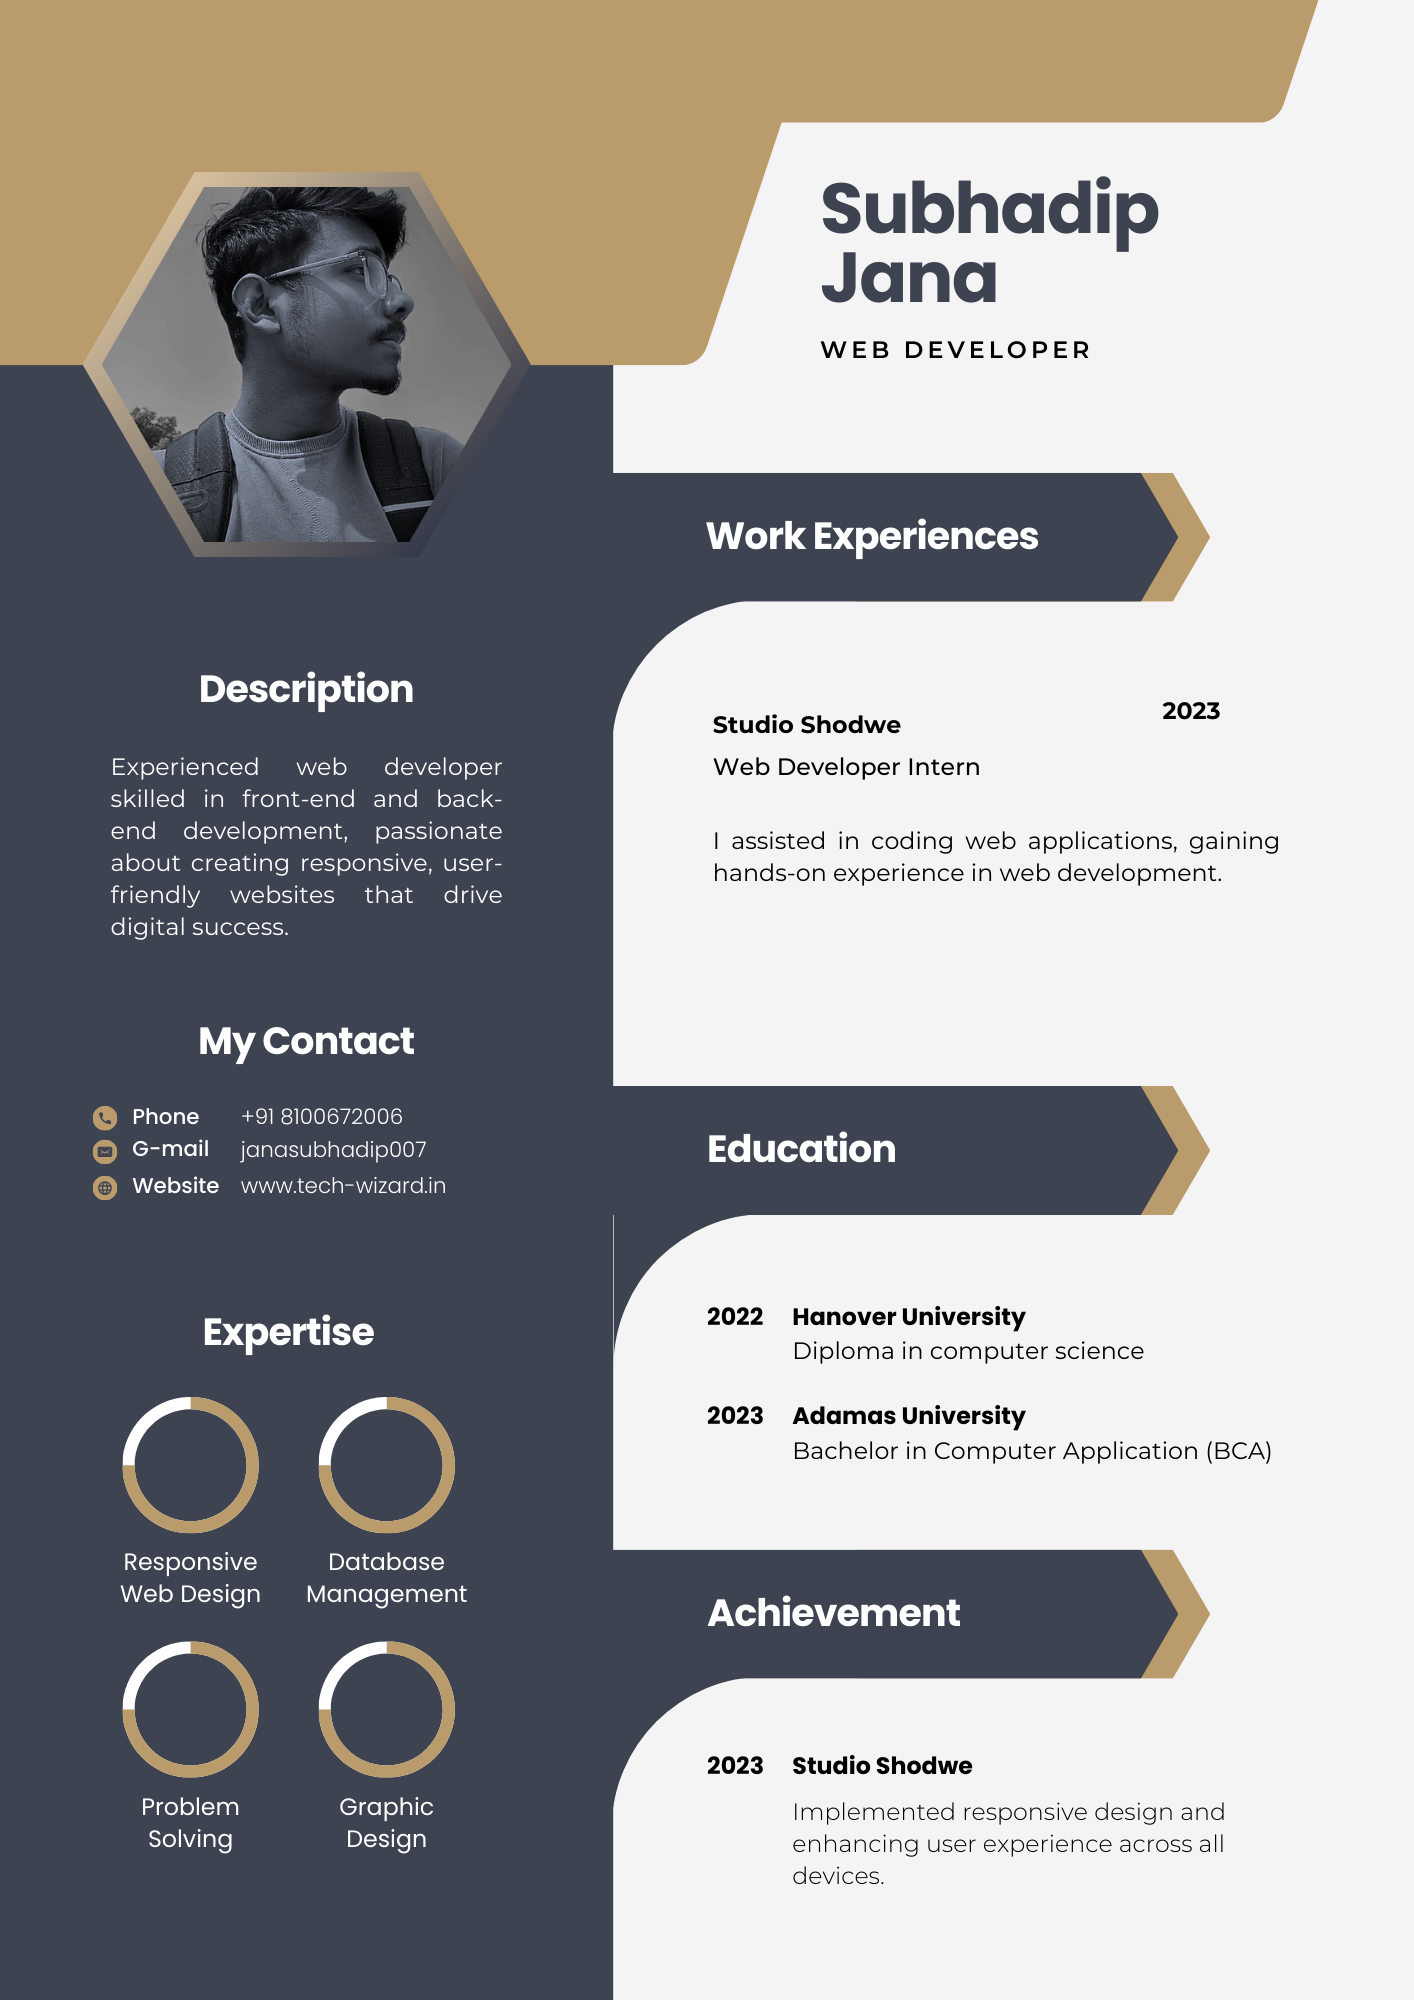 Subhadip
Jana
WEB DEVELOPER
Description
Experienced web developer
skilled in front-end and back-
end development, passionate
about creating responsive, user-
friendly websites that drive
digital success.
My Contact
Phone +91 8100672006
G-mail janasubhadip007
Website www.tech-wizard.in
Expertise
Responsive
Web Design
Database
Management
Problem
Solving
Graphic
Design
Work Experiences
Studio Shodwe 2023
Web Developer Intern
I assisted in coding web applications, gaining
hands-on experience in web development.
Education
2022 Hanover University
Diploma in computer science
2023 Adamas University
Bachelor in Computer Application (BCA)
Achievement
2023 Studio Shodwe
Implemented responsive design and
enhancing user experience across all
devices.